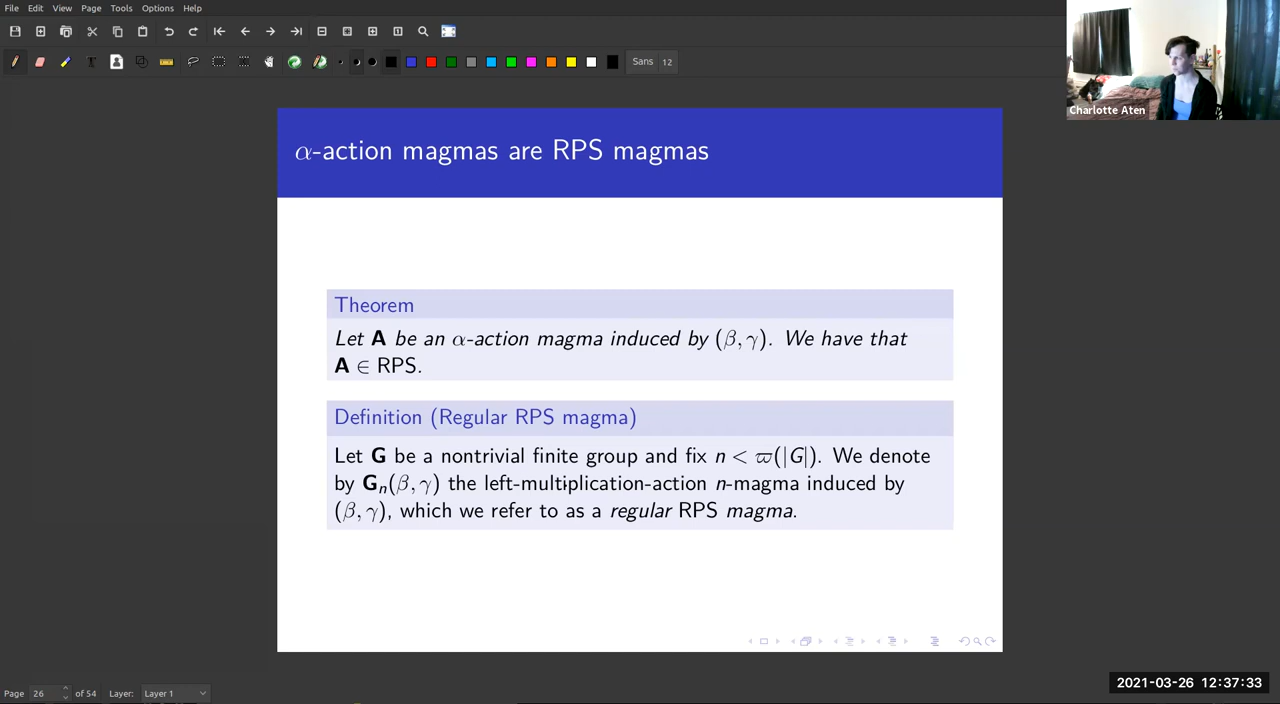 File Edit View Page Tools Options Help
Sans 12
Charlotte Aten
α-action magmas are RPS magmas
Theorem
Let A be an α-action magma induced by (β, γ). We have that
A ∈ RPS.
Definition (Regular RPS magma)
Let G be a nontrivial finite group and fix n < ϖ(|G|). We denote
by Gₙ(β, γ) the left-multiplication-action n-magma induced by
(β, γ), which we refer to as a regular RPS magma.
2021-03-26 12:37:33
Page 26 of 54 Layer: Layer 1